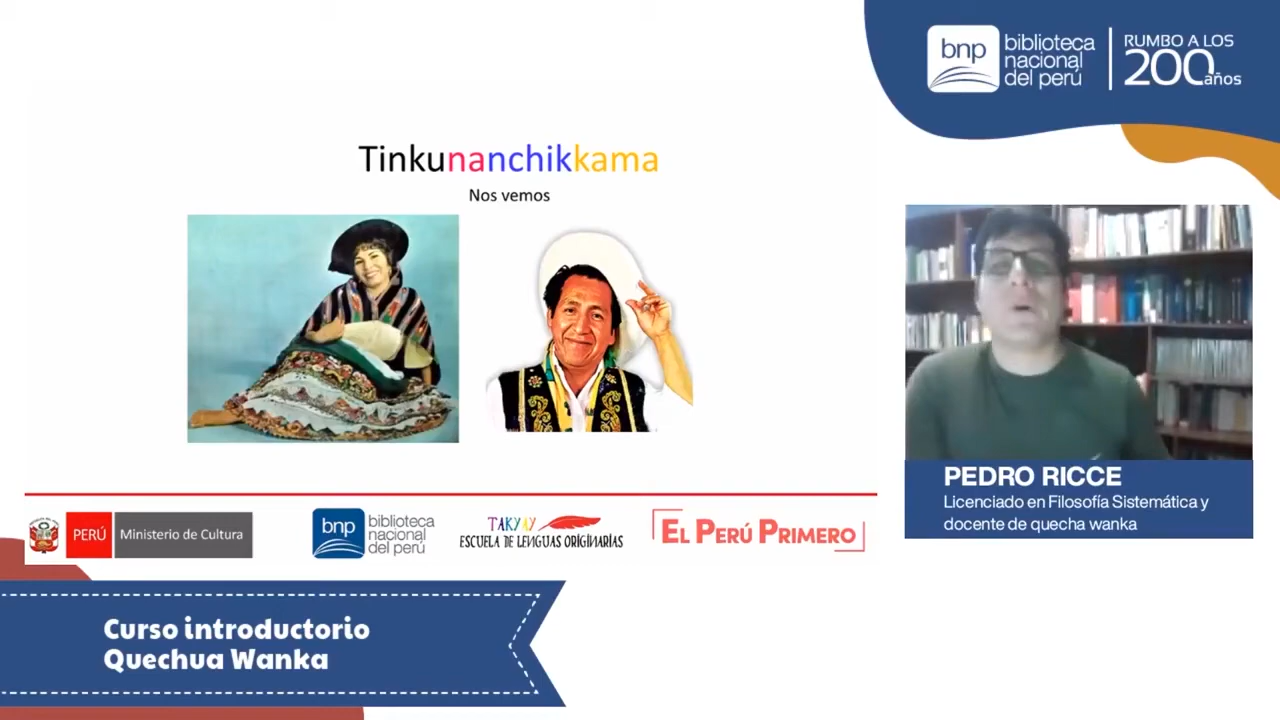 bnp
biblioteca
nacional
del perú
RUMBO A LOS
200años
Tinkunanchikkama
Nos vemos
PEDRO RICCE
Licenciado en Filosofía Sistemática y
docente de quecha wanka
PERÚ
Ministerio de Cultura
bnp
biblioteca
nacional
del perú
TAKYAY
ESCUELA DE LENGUAS ORIGINARIAS
EL PERÚ PRIMERO
Curso introductorio
Quechua Wanka